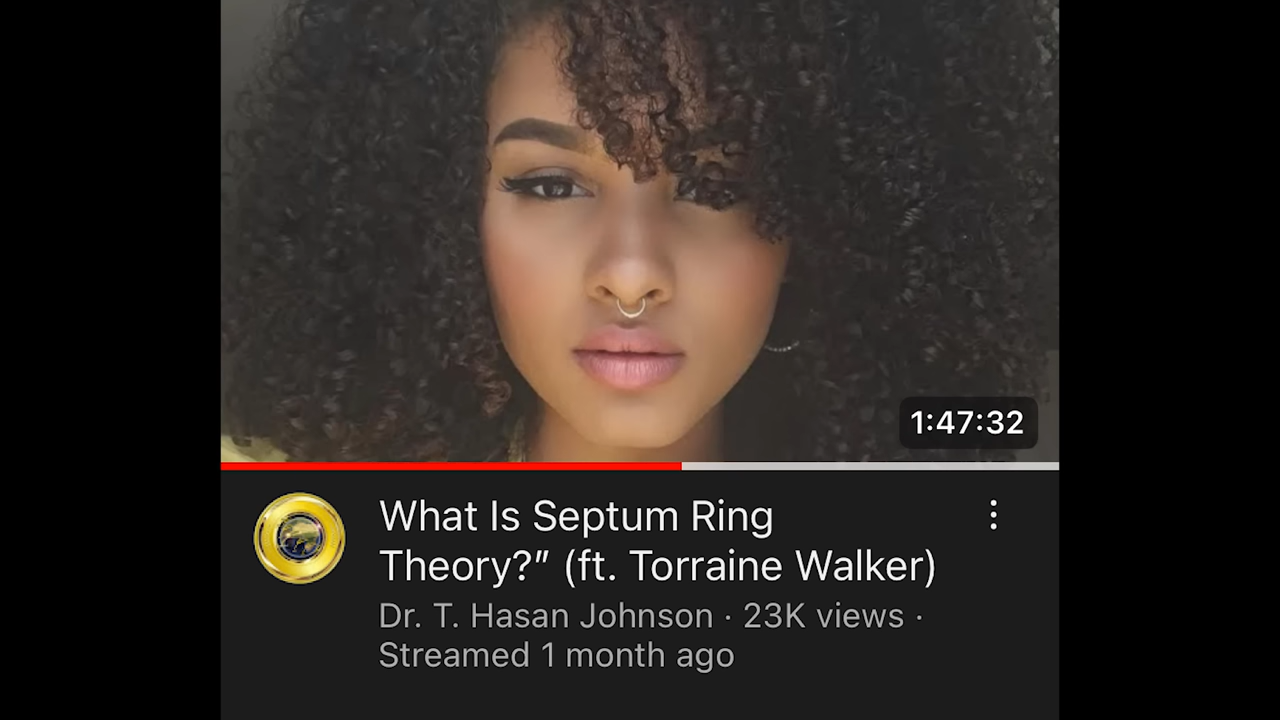 1:47:32
What Is Septum Ring
Theory?” (ft. Torraine Walker)
Dr. T. Hasan Johnson · 23K views ·
Streamed 1 month ago